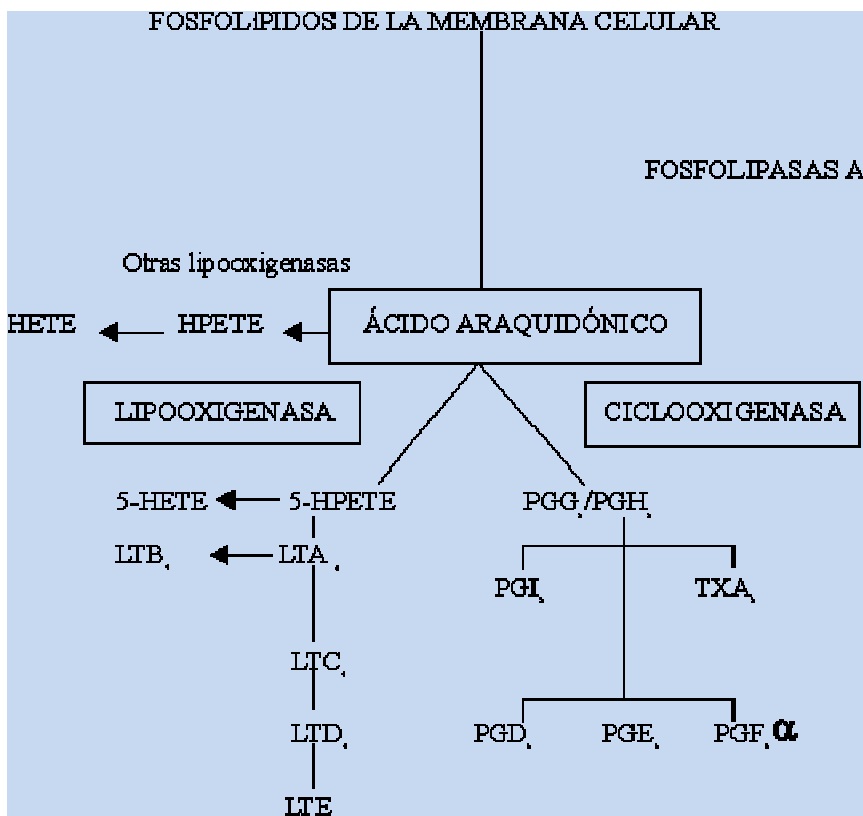 FOSFOLIPIDOS DE LA MEMBRANA CELULAR
FOSFOLIPASAS A
Otras lipooxigenasas
HETE HPETE ÁCIDO ARAQUIDÓNICO
LIPOOXIGENASA CICLOOXIGENASA
5-HETE 5-HPETE PGG /PGH
LTB LTA
PGI TXA
LTC
LTD PGD PGE PGF α
LTE